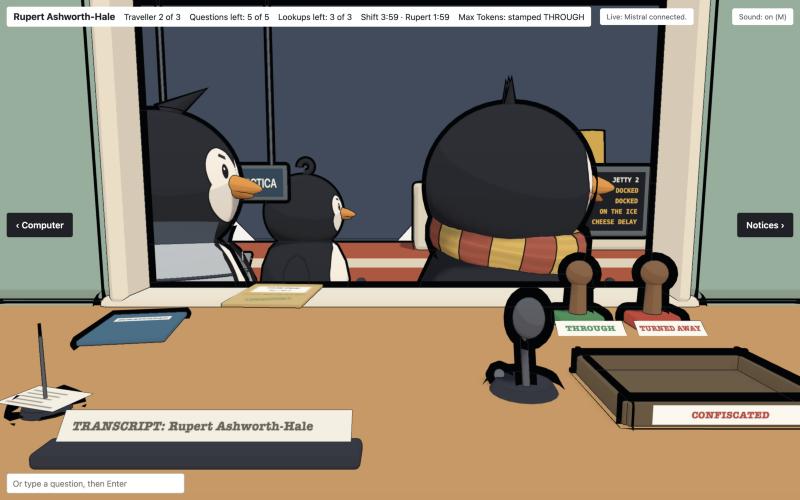 Rupert Ashworth-Hale Traveller 2 of 3 Questions left: 5 of 5 Lookups left: 3 of 3 Shift 3:59 · Rupert 1:59 Max Tokens: stamped THROUGH
Live: Mistral connected.
Sound: on (M)
CTICA
JETTY 2
DOCKED
DOCKED
ON THE ICE
CHEESE DELAY
‹ Computer
Notices ›
THROUGH
TURNED AWAY
CONFISCATED
TRANSCRIPT: Rupert Ashworth-Hale
Or type a question, then Enter